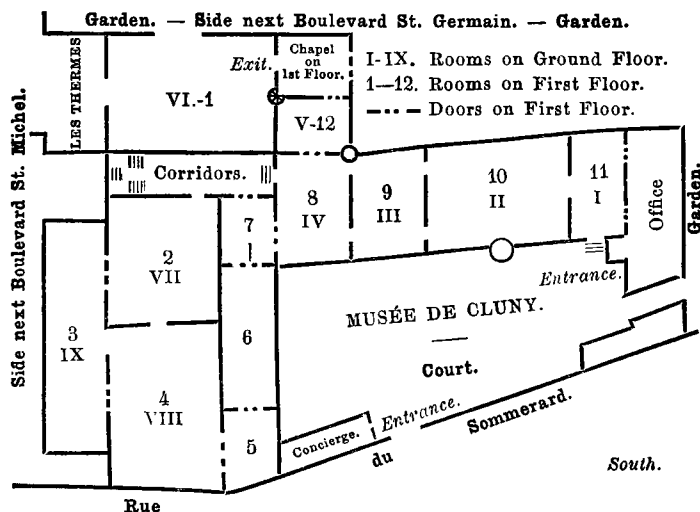 Garden. — Side next Boulevard St. Germain. — Garden.
LES THERMES
Exit.
Chapel
on
1st Floor.
I-IX. Rooms on Ground Floor.
1—12. Rooms on First Floor.
Doors on First Floor.
VI.-1
V-12
Side next Boulevard St. Michel.
Corridors.
8
IV
9
III
10
II
11
I
Office
Garden.
7
2
VII
Entrance.
MUSÉE DE CLUNY.
3
IX
6
Court.
4
VIII
5
Concierge.
Entrance.
Rue
du
Sommerard.
South.